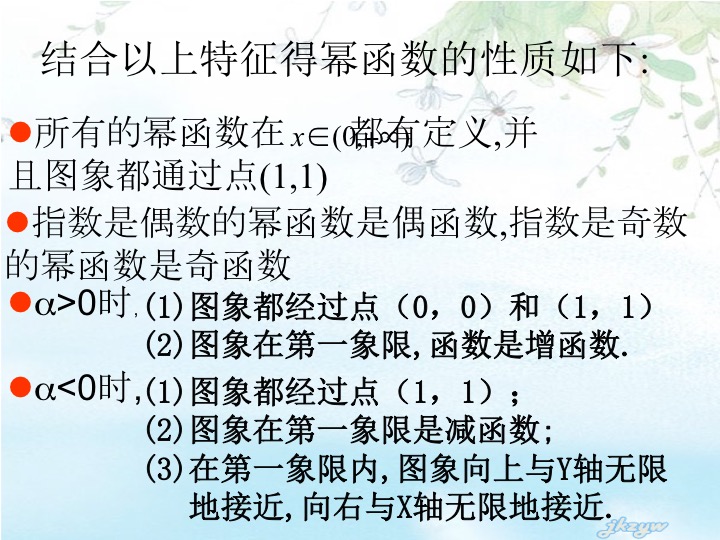 结合以上特征得幂函数的性质如下:
●所有的幂函数在 x∈(0,+∞) 都有定义,并
且图象都通过点(1,1)
●指数是偶数的幂函数是偶函数,指数是奇数
的幂函数是奇函数
●α>0时,(1)图象都经过点（0，0）和（1，1）
(2)图象在第一象限,函数是增函数.
●α<0时,(1)图象都经过点（1，1）；
(2)图象在第一象限是减函数;
(3)在第一象限内,图象向上与Y轴无限
地接近,向右与X轴无限地接近.
jkzyw